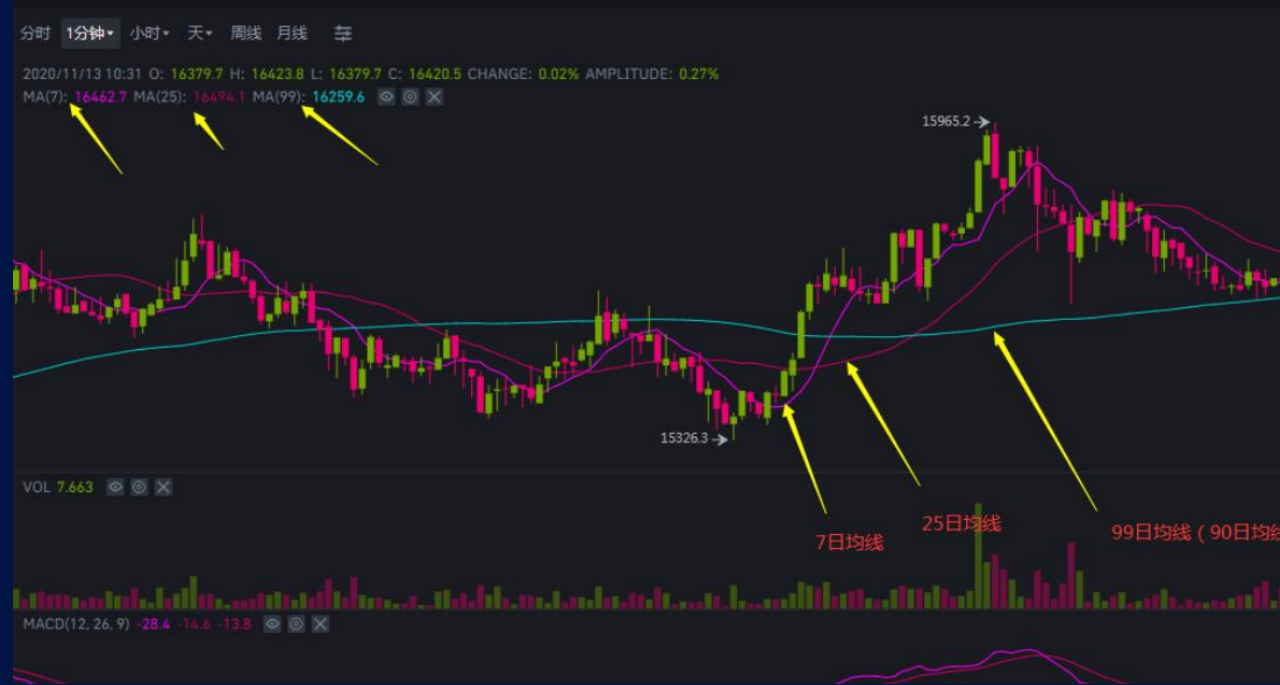 分时 1分钟 小时 天 周线 月线
2020/11/13 10:31 O: 16379.7 H: 16423.8 L: 16379.7 C: 16420.5 CHANGE: 0.02% AMPLITUDE: 0.27%
MA(7): 16462.7 MA(25): 16494.1 MA(99): 16259.6
15965.2
15326.3
VOL 7.663
7日均线
25日均线
99日均线 ( 90日均线
MACD(12, 26, 9) -28.4 -14.6 -13.8